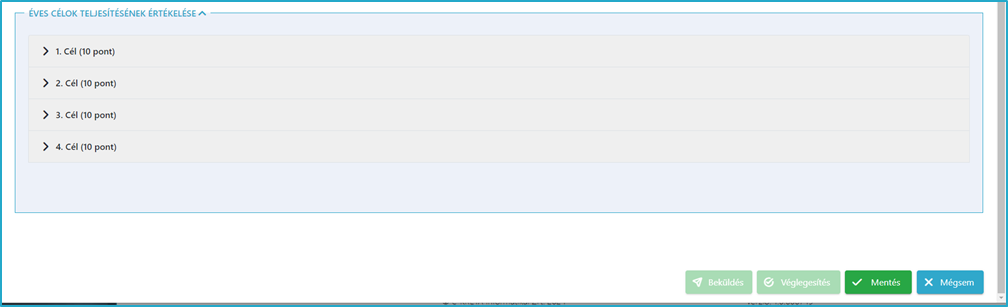 ÉVES CÉLOK TELJESÍTÉSÉNEK ÉRTÉKELÉSE
1. Cél (10 pont)
2. Cél (10 pont)
3. Cél (10 pont)
4. Cél (10 pont)
Beküldés Véglegesítés Mentés Mégsem